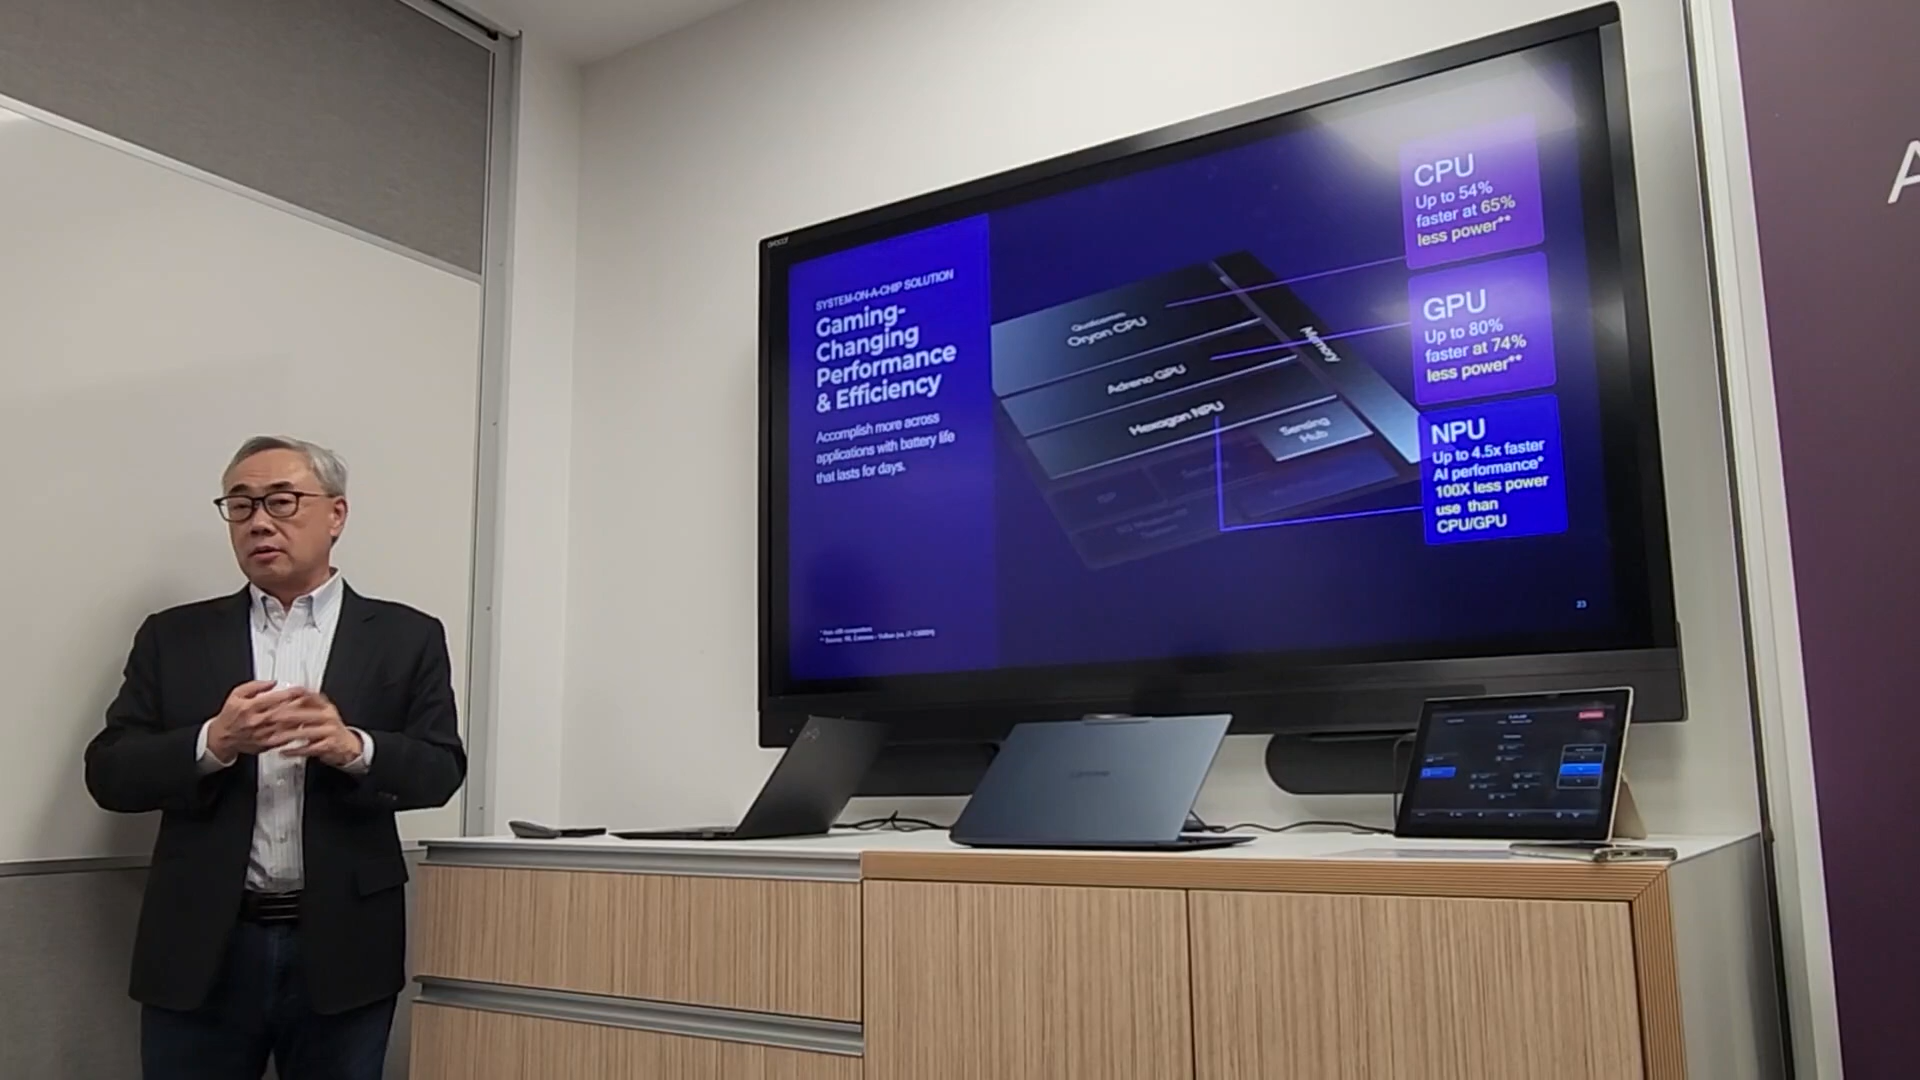 avocor
SYSTEM-ON-A-CHIP SOLUTION
Gaming-
Changing
Performance
& Efficiency
Accomplish more across
applications with battery life
that lasts for days.
Qualcomm
Oryon CPU
Adreno GPU
Hexagon NPU
Memory
Sensing
Hub
Security
CPU
Up to 54%
faster at 65%
less power**
GPU
Up to 80%
faster at 74%
less power**
NPU
Up to 4.5x faster
AI performance*
100X less power
use than
CPU/GPU
23
Lenovo
A